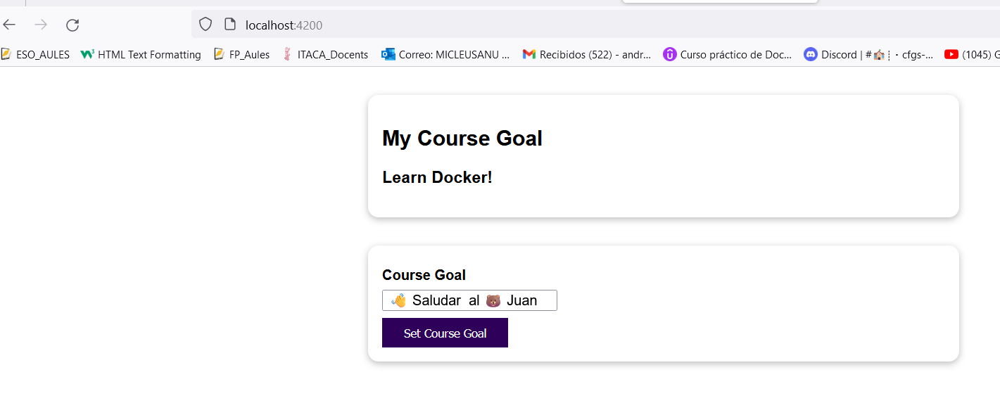 localhost:4200
ESO_AULES HTML Text Formatting FP_Aules ITACA_Docents Correo: MICLEUSANU ... Recibidos (522) - andr... Curso práctico de Doc... Discord | #🏫┊・cfgs-... (1045) G
My Course Goal
Learn Docker!
Course Goal
👋 Saludar al 🐻 Juan
Set Course Goal